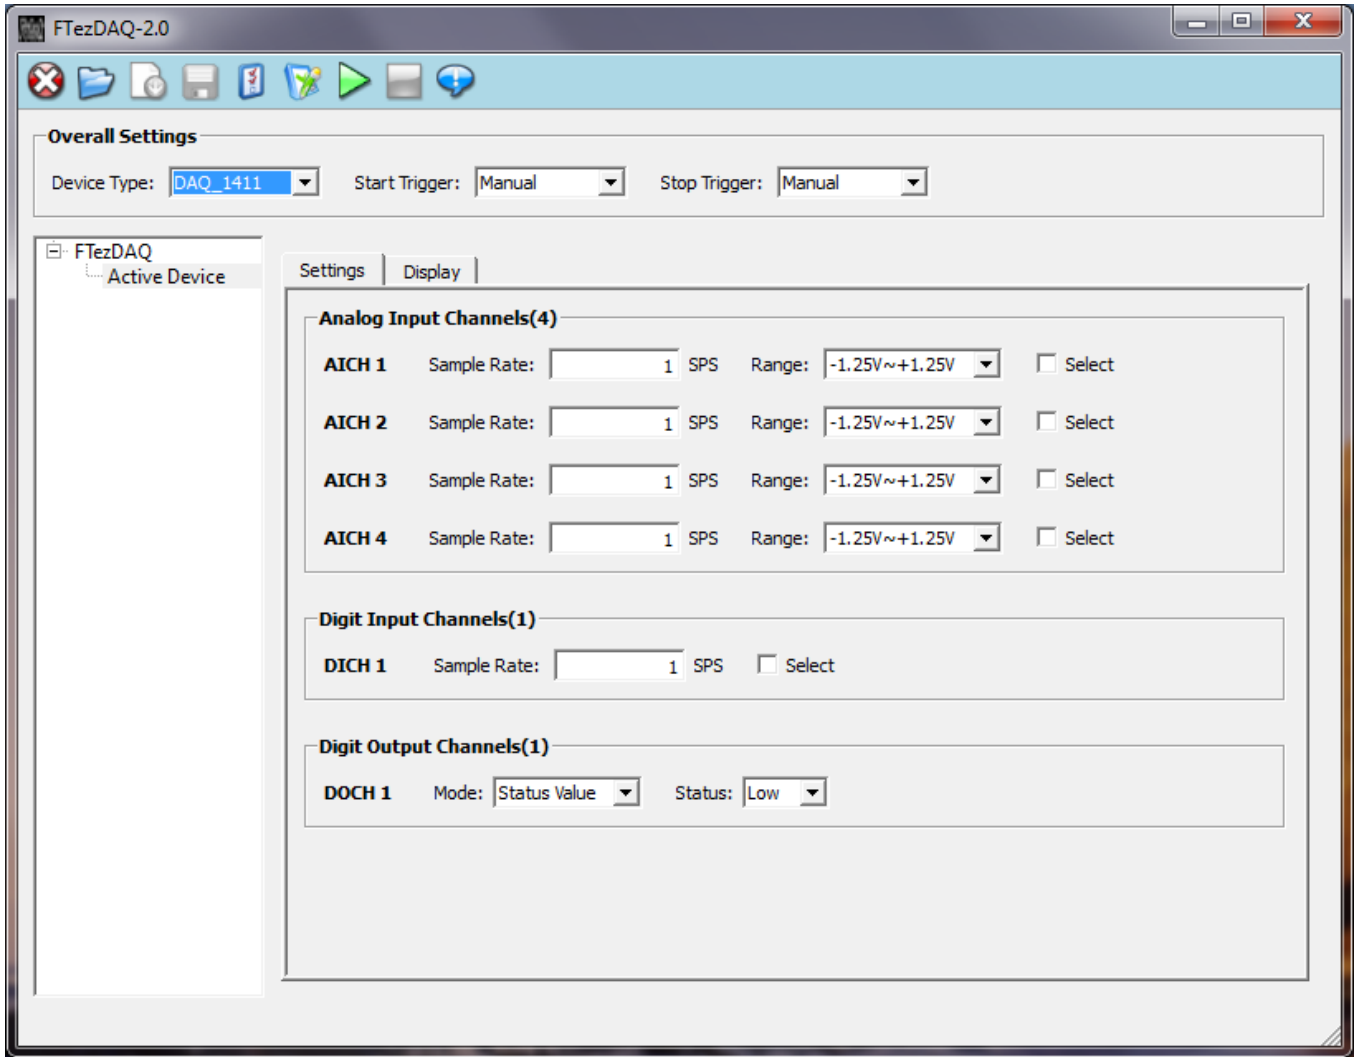 FTezDAQ-2.0
Overall Settings
Device Type: DAQ_1411 Start Trigger: Manual Stop Trigger: Manual
FTezDAQ
Active Device
Settings Display
Analog Input Channels(4)
AICH 1 Sample Rate: 1 SPS Range: -1.25V~+1.25V Select
AICH 2 Sample Rate: 1 SPS Range: -1.25V~+1.25V Select
AICH 3 Sample Rate: 1 SPS Range: -1.25V~+1.25V Select
AICH 4 Sample Rate: 1 SPS Range: -1.25V~+1.25V Select
Digit Input Channels(1)
DICH 1 Sample Rate: 1 SPS Select
Digit Output Channels(1)
DOCH 1 Mode: Status Value Status: Low